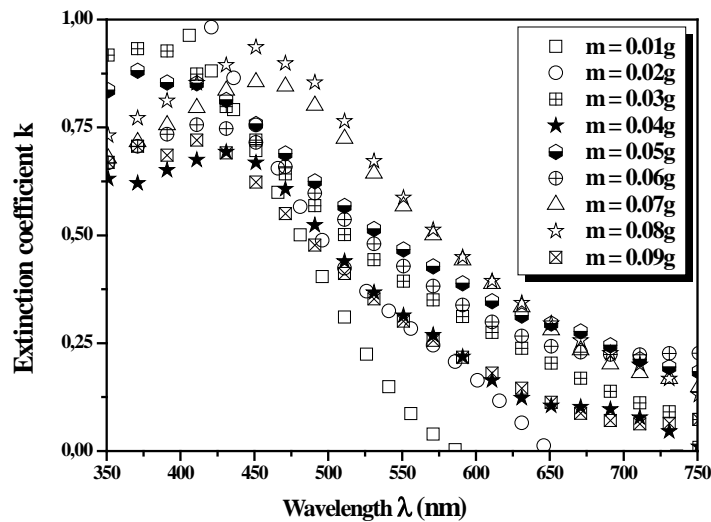 1,00
0,75
0,50
0,25
0,00
Extinction coefficient k
350 400 450 500 550 600 650 700 750
Wavelength λ (nm)
m = 0.01g
m = 0.02g
m = 0.03g
m = 0.04g
m = 0.05g
m = 0.06g
m = 0.07g
m = 0.08g
m = 0.09g